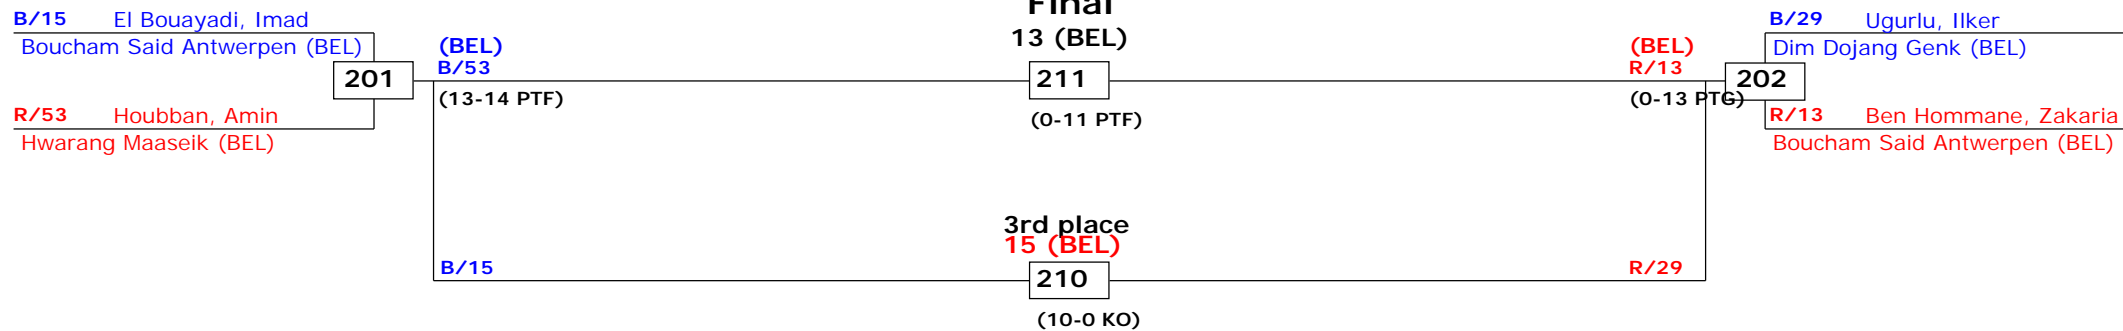 Final
13 (BEL)
B/15 El Bouayadi, Imad
Boucham Said Antwerpen (BEL)
201
R/53 Houbban, Amin
Hwarang Maaseik (BEL)
(BEL)
B/53
(13-14 PTF)
211
(0-11 PTF)
(BEL)
R/13
(0-13 PTG)
B/29 Ugurlu, Ilker
Dim Dojang Genk (BEL)
202
R/13 Ben Hommane, Zakaria
Boucham Said Antwerpen (BEL)
3rd place
15 (BEL)
B/15
210
R/29
(10-0 KO)